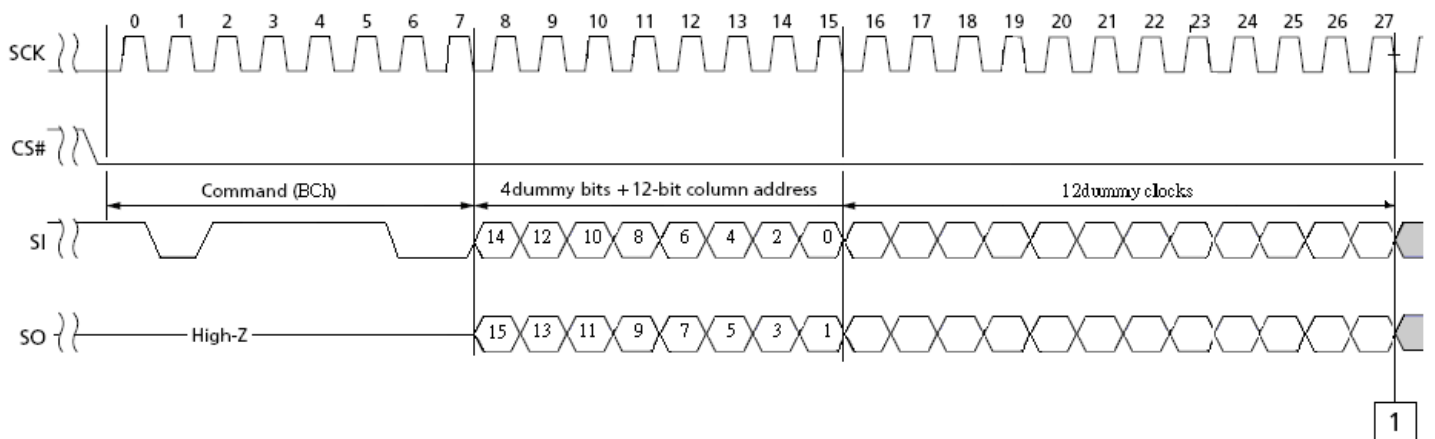 0 1 2 3 4 5 6 7 8 9 10 11 12 13 14 15 16 17 18 19 20 21 22 23 24 25 26 27
SCK
CS#
Command (BCh) 4dummy bits + 12-bit column address 12dummy clocks
SI 14 12 10 8 6 4 2 0
SO High-Z 15 13 11 9 7 5 3 1
1